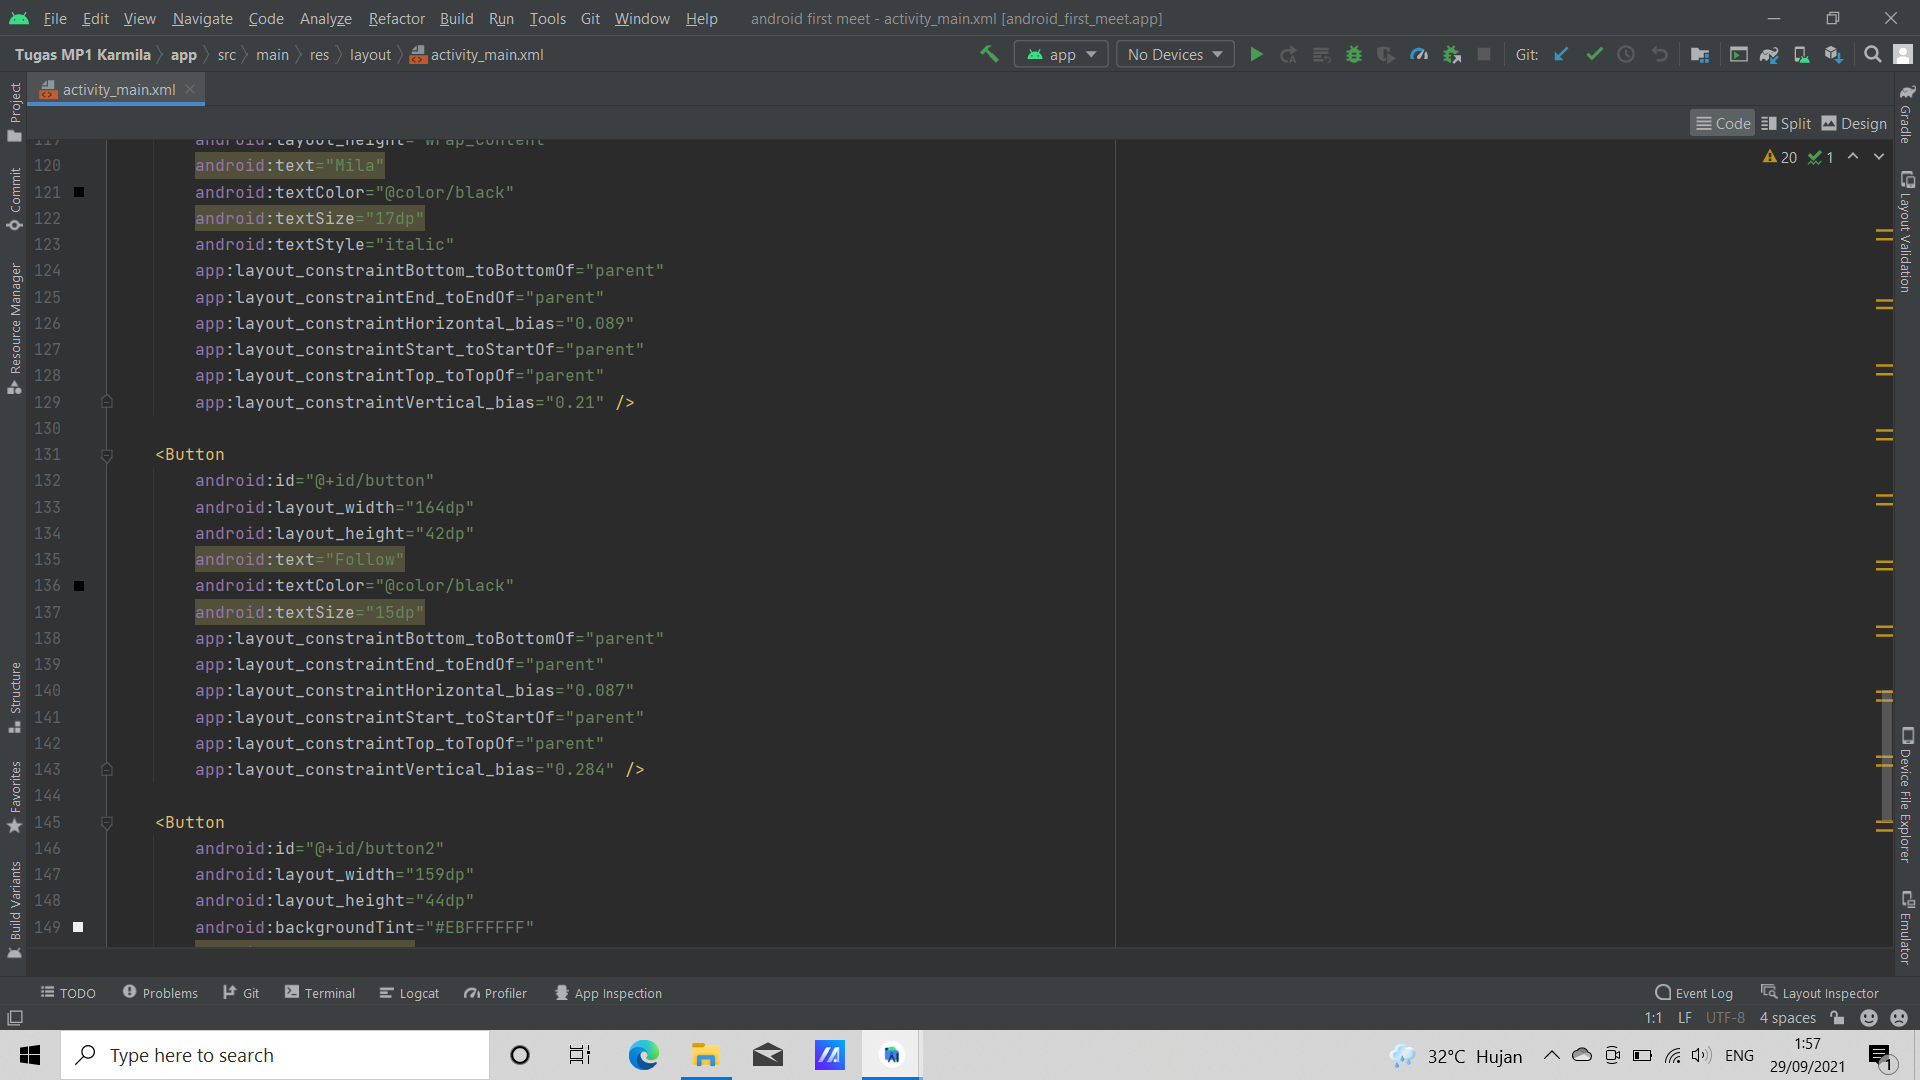 File Edit View Navigate Code Analyze Refactor Build Run Tools Git Window Help android first meet - activity_main.xml [android_first_meet.app]
Tugas MP1 Karmila app src main res layout activity_main.xml app No Devices Git:
activity_main.xml
Code Split Design
20 1
119 android:layout_height="wrap_content"
120 android:text="Mila"
121 android:textColor="@color/black"
122 android:textSize="17dp"
123 android:textStyle="italic"
124 app:layout_constraintBottom_toBottomOf="parent"
125 app:layout_constraintEnd_toEndOf="parent"
126 app:layout_constraintHorizontal_bias="0.089"
127 app:layout_constraintStart_toStartOf="parent"
128 app:layout_constraintTop_toTopOf="parent"
129 app:layout_constraintVertical_bias="0.21" />
130
131 <Button
132 android:id="@+id/button"
133 android:layout_width="164dp"
134 android:layout_height="42dp"
135 android:text="Follow"
136 android:textColor="@color/black"
137 android:textSize="15dp"
138 app:layout_constraintBottom_toBottomOf="parent"
139 app:layout_constraintEnd_toEndOf="parent"
140 app:layout_constraintHorizontal_bias="0.087"
141 app:layout_constraintStart_toStartOf="parent"
142 app:layout_constraintTop_toTopOf="parent"
143 app:layout_constraintVertical_bias="0.284" />
144
145 <Button
146 android:id="@+id/button2"
147 android:layout_width="159dp"
148 android:layout_height="44dp"
149 android:backgroundTint="#EBFFFFFF"
Project
Commit
Resource Manager
Structure
Favorites
Build Variants
Gradle
Layout Validation
Device File Explorer
Emulator
TODO Problems Git Terminal Logcat Profiler App Inspection Event Log Layout Inspector
1:1 LF UTF-8 4 spaces
Type here to search 32°C Hujan ENG 1:57
29/09/2021
1